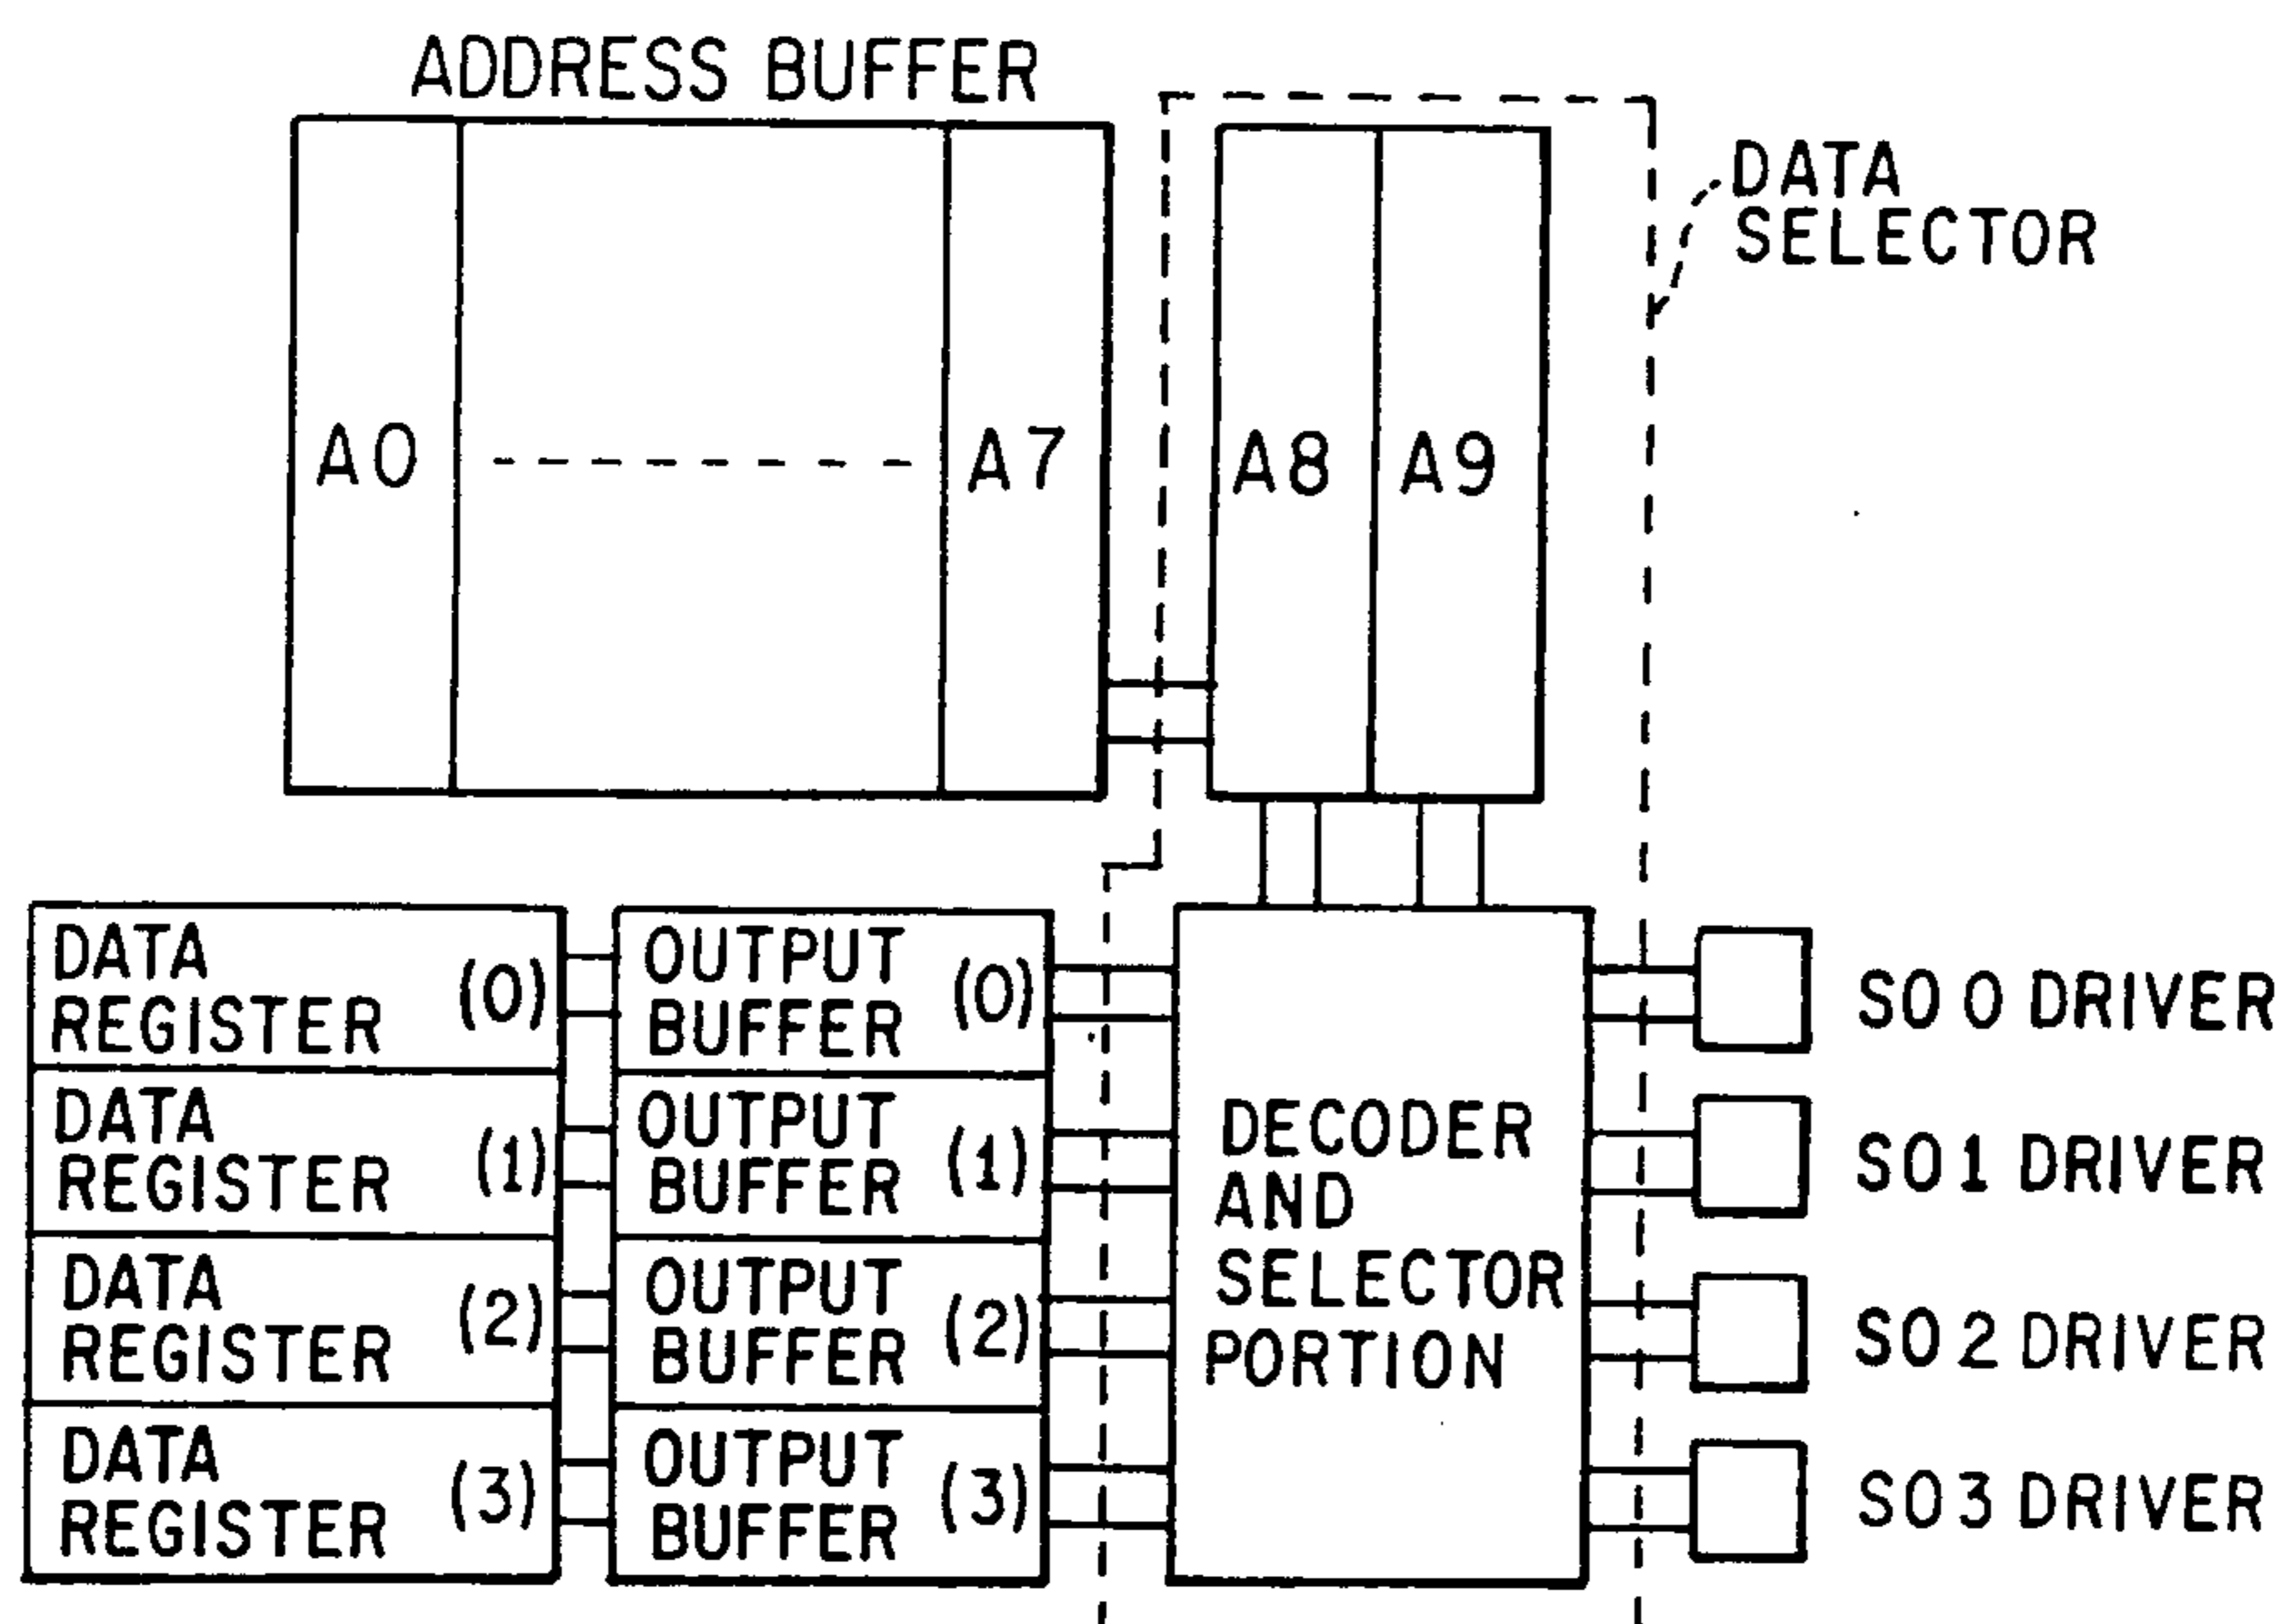 ADDRESS BUFFER
DATA
SELECTOR
A0
A7
A8
A9
DATA
REGISTER (0)
OUTPUT
BUFFER (0)
SO 0 DRIVER
DATA
REGISTER (1)
OUTPUT
BUFFER (1)
SO 1 DRIVER
DATA
REGISTER (2)
OUTPUT
BUFFER (2)
SO 2 DRIVER
DATA
REGISTER (3)
OUTPUT
BUFFER (3)
SO 3 DRIVER
DECODER
AND
SELECTOR
PORTION